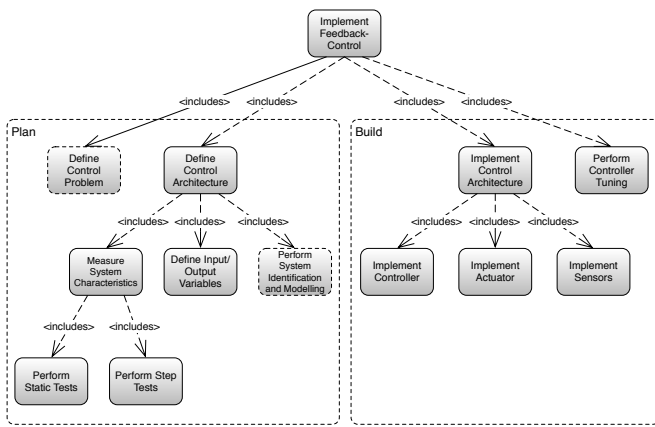 Implement
Feedback-
Control
<includes>
<includes>
<includes>
<includes>
Plan
Build
Define
Control
Problem
Define
Control
Architecture
Implement
Control
Architecture
Perform
Controller
Tuning
<includes>
<includes>
<includes>
<includes>
<includes>
<includes>
Measure
System
Characteristics
Define Input/
Output
Variables
Perform
System
Identification
and Modelling
Implement
Controller
Implement
Actuator
Implement
Sensors
<includes>
<includes>
Perform
Static Tests
Perform Step
Tests